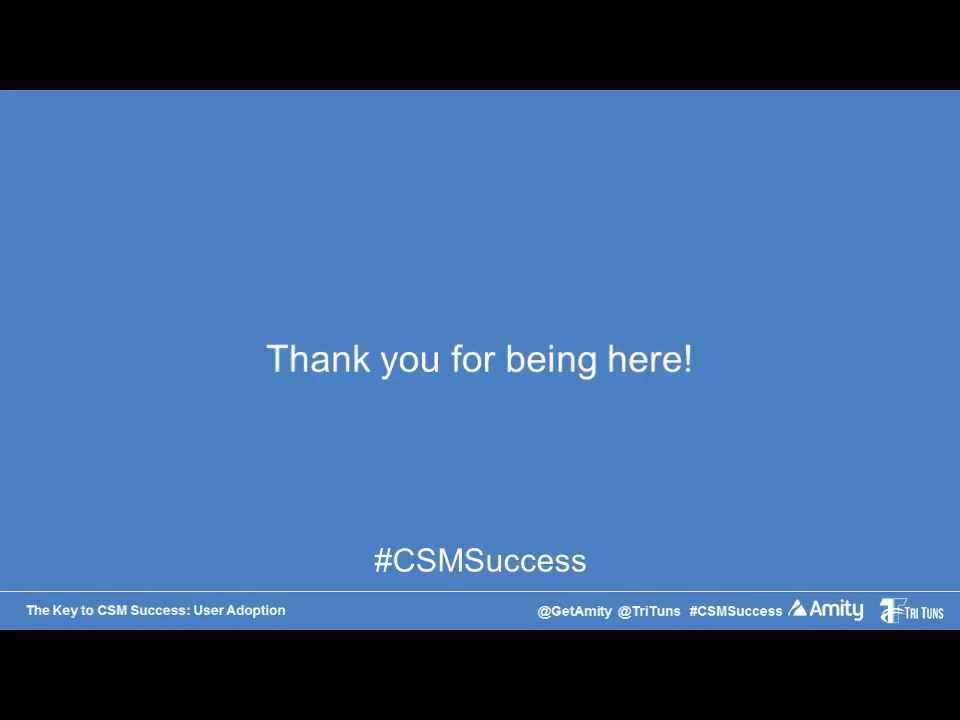 Thank you for being here!
#CSMSuccess
The Key to CSM Success: User Adoption
@GetAmity @TriTuns #CSMSuccess Amity TRI TUNS